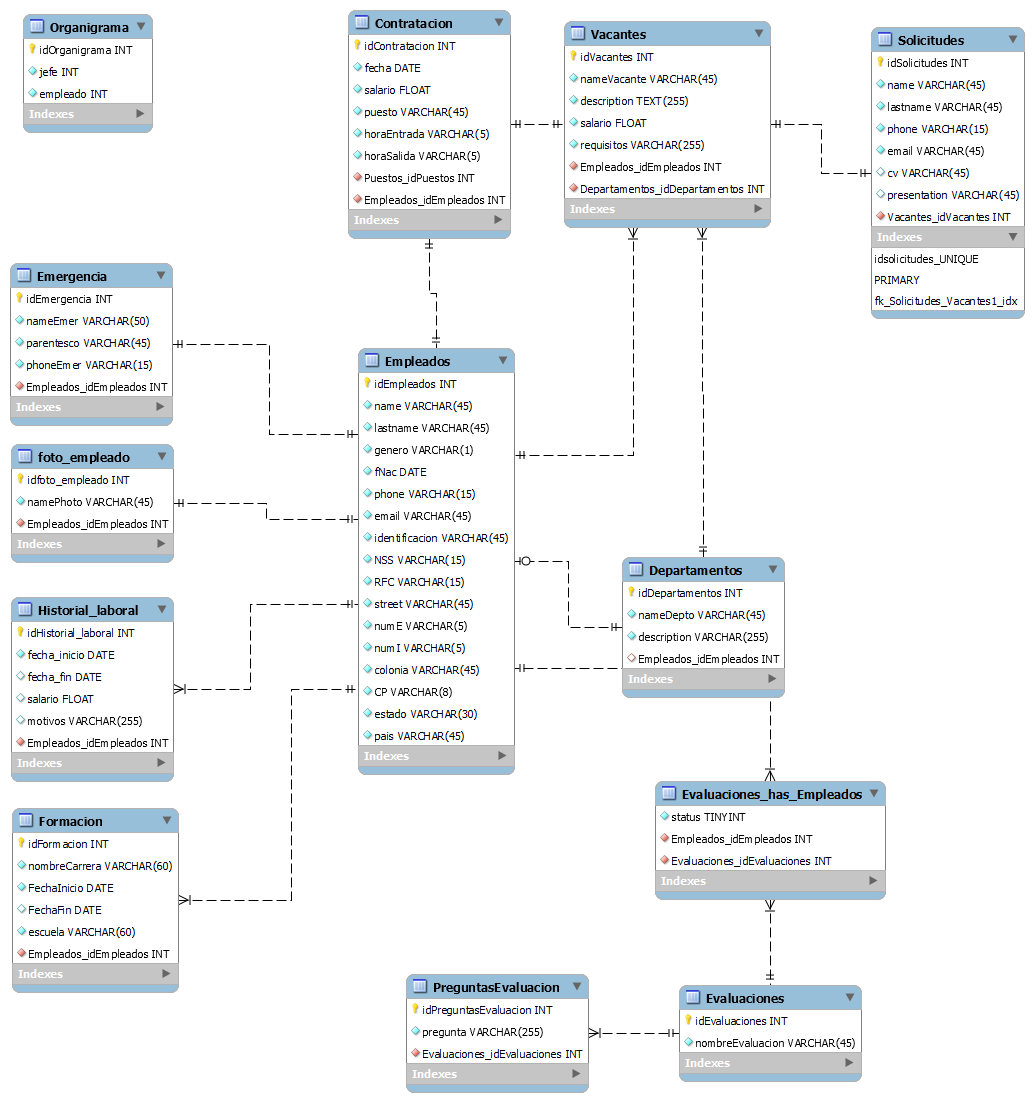 Organigrama
idOrganigrama INT
jefe INT
empleado INT
Indexes
Contratacion
idContratacion INT
fecha DATE
salario FLOAT
puesto VARCHAR(45)
horaEntrada VARCHAR(5)
horaSalida VARCHAR(5)
Puestos_idPuestos INT
Empleados_idEmpleados INT
Indexes
Vacantes
idVacantes INT
nameVacante VARCHAR(45)
description TEXT(255)
salario FLOAT
requisitos VARCHAR(255)
Empleados_idEmpleados INT
Departamentos_idDepartamentos INT
Indexes
Solicitudes
idSolicitudes INT
name VARCHAR(45)
lastname VARCHAR(45)
phone VARCHAR(15)
email VARCHAR(45)
cv VARCHAR(45)
presentation VARCHAR(45)
Vacantes_idVacantes INT
Indexes
idsolicitudes_UNIQUE
PRIMARY
fk_Solicitudes_Vacantes1_idx
Emergencia
idEmergencia INT
nameEmer VARCHAR(50)
parentesco VARCHAR(45)
phoneEmer VARCHAR(15)
Empleados_idEmpleados INT
Indexes
Empleados
idEmpleados INT
name VARCHAR(45)
lastname VARCHAR(45)
genero VARCHAR(1)
fNac DATE
phone VARCHAR(15)
email VARCHAR(45)
identificacion VARCHAR(45)
NSS VARCHAR(15)
RFC VARCHAR(15)
street VARCHAR(45)
numE VARCHAR(5)
numI VARCHAR(5)
colonia VARCHAR(45)
CP VARCHAR(8)
estado VARCHAR(30)
pais VARCHAR(45)
Indexes
foto_empleado
idfoto_empleado INT
namePhoto VARCHAR(45)
Empleados_idEmpleados INT
Indexes
Departamentos
idDepartamentos INT
nameDepto VARCHAR(45)
description VARCHAR(255)
Empleados_idEmpleados INT
Indexes
Historial_laboral
idHistorial_laboral INT
fecha_inicio DATE
fecha_fin DATE
salario FLOAT
motivos VARCHAR(255)
Empleados_idEmpleados INT
Indexes
Evaluaciones_has_Empleados
status TINYINT
Empleados_idEmpleados INT
Evaluaciones_idEvaluaciones INT
Indexes
Formacion
idFormacion INT
nombreCarrera VARCHAR(60)
FechaInicio DATE
FechaFin DATE
escuela VARCHAR(60)
Empleados_idEmpleados INT
Indexes
PreguntasEvaluacion
idPreguntasEvaluacion INT
pregunta VARCHAR(255)
Evaluaciones_idEvaluaciones INT
Indexes
Evaluaciones
idEvaluaciones INT
nombreEvaluacion VARCHAR(45)
Indexes